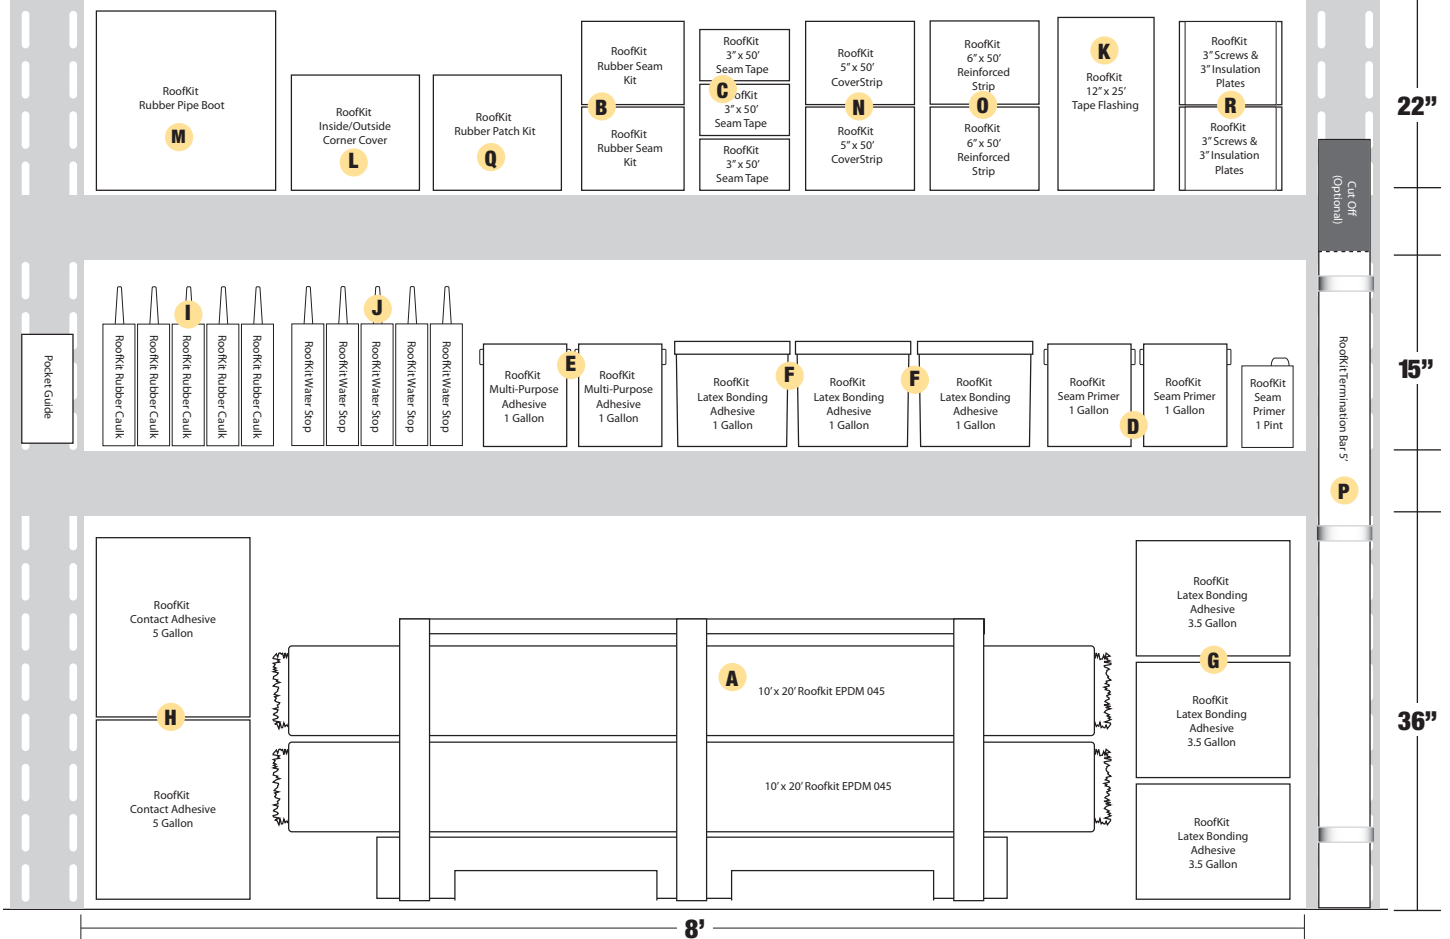 RoofKit
Rubber Pipe Boot
M
RoofKit
Inside/Outside
Corner Cover
L
RoofKit
Rubber Patch Kit
Q
RoofKit
Rubber Seam
Kit
B
RoofKit
Rubber Seam
Kit
RoofKit
3” x 50’
Seam Tape
C
ofKit
3” x 50’
Seam Tape
RoofKit
3” x 50’
Seam Tape
RoofKit
5” x 50’
CoverStrip
N
RoofKit
5” x 50’
CoverStrip
RoofKit
6” x 50’
Reinforced
Strip
O
RoofKit
6” x 50’
Reinforced
Strip
K
RoofKit
12” x 25’
Tape Flashing
RoofKit
3” Screws &
3” Insulation
Plates
R
RoofKit
3” Screws &
3” Insulation
Plates
22”
Cut Off
(Optional)
Pocket Guide
RoofKit Rubber Caulk
RoofKit Rubber Caulk
I
RoofKit Rubber Caulk
RoofKit Rubber Caulk
RoofKit Rubber Caulk
RoofKit Water Stop
RoofKit Water Stop
J
RoofKit Water Stop
RoofKit Water Stop
RoofKit Water Stop
RoofKit
Multi-Purpose
Adhesive
1 Gallon
E
RoofKit
Multi-Purpose
Adhesive
1 Gallon
RoofKit
Latex Bonding
Adhesive
1 Gallon
F
RoofKit
Latex Bonding
Adhesive
1 Gallon
F
RoofKit
Latex Bonding
Adhesive
1 Gallon
RoofKit
Seam Primer
1 Gallon
D
RoofKit
Seam Primer
1 Gallon
RoofKit
Seam
Primer
1 Pint
RoofKit Termination Bar 5’
P
15”
RoofKit
Contact Adhesive
5 Gallon
H
RoofKit
Contact Adhesive
5 Gallon
A
10’ x 20’ Roofkit EPDM 045
10’ x 20’ Roofkit EPDM 045
RoofKit
Latex Bonding
Adhesive
3.5 Gallon
G
RoofKit
Latex Bonding
Adhesive
3.5 Gallon
RoofKit
Latex Bonding
Adhesive
3.5 Gallon
36”
8’